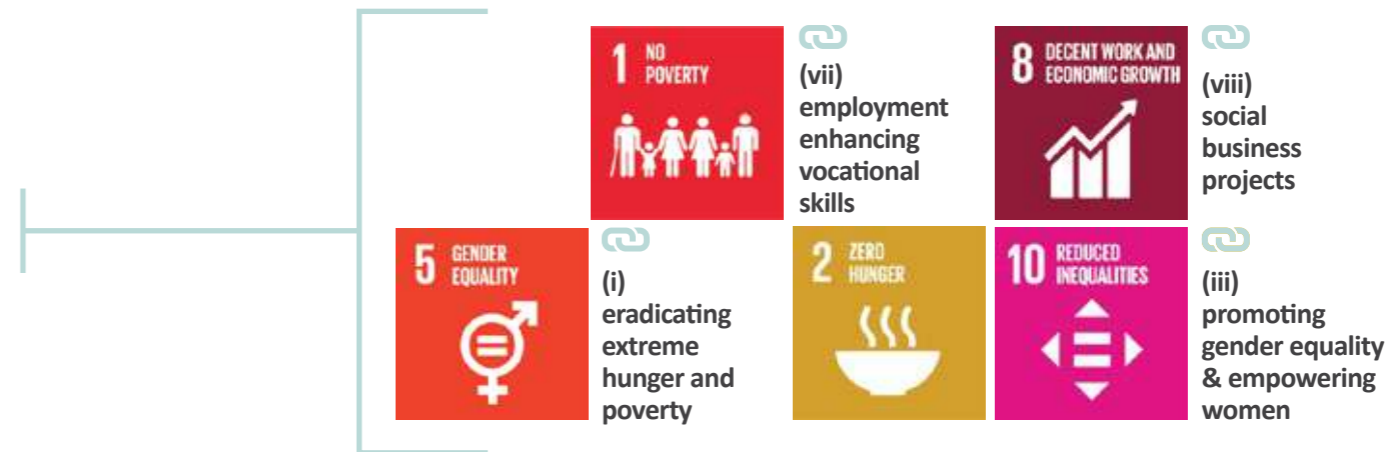 1 NO
POVERTY
(vii)
employment
enhancing
vocational
skills
8 DECENT WORK AND
ECONOMIC GROWTH
(viii)
social
business
projects
5 GENDER
EQUALITY
(i)
eradicating
extreme
hunger and
poverty
2 ZERO
HUNGER
10 REDUCED
INEQUALITIES
(iii)
promoting
gender equality
& empowering
women